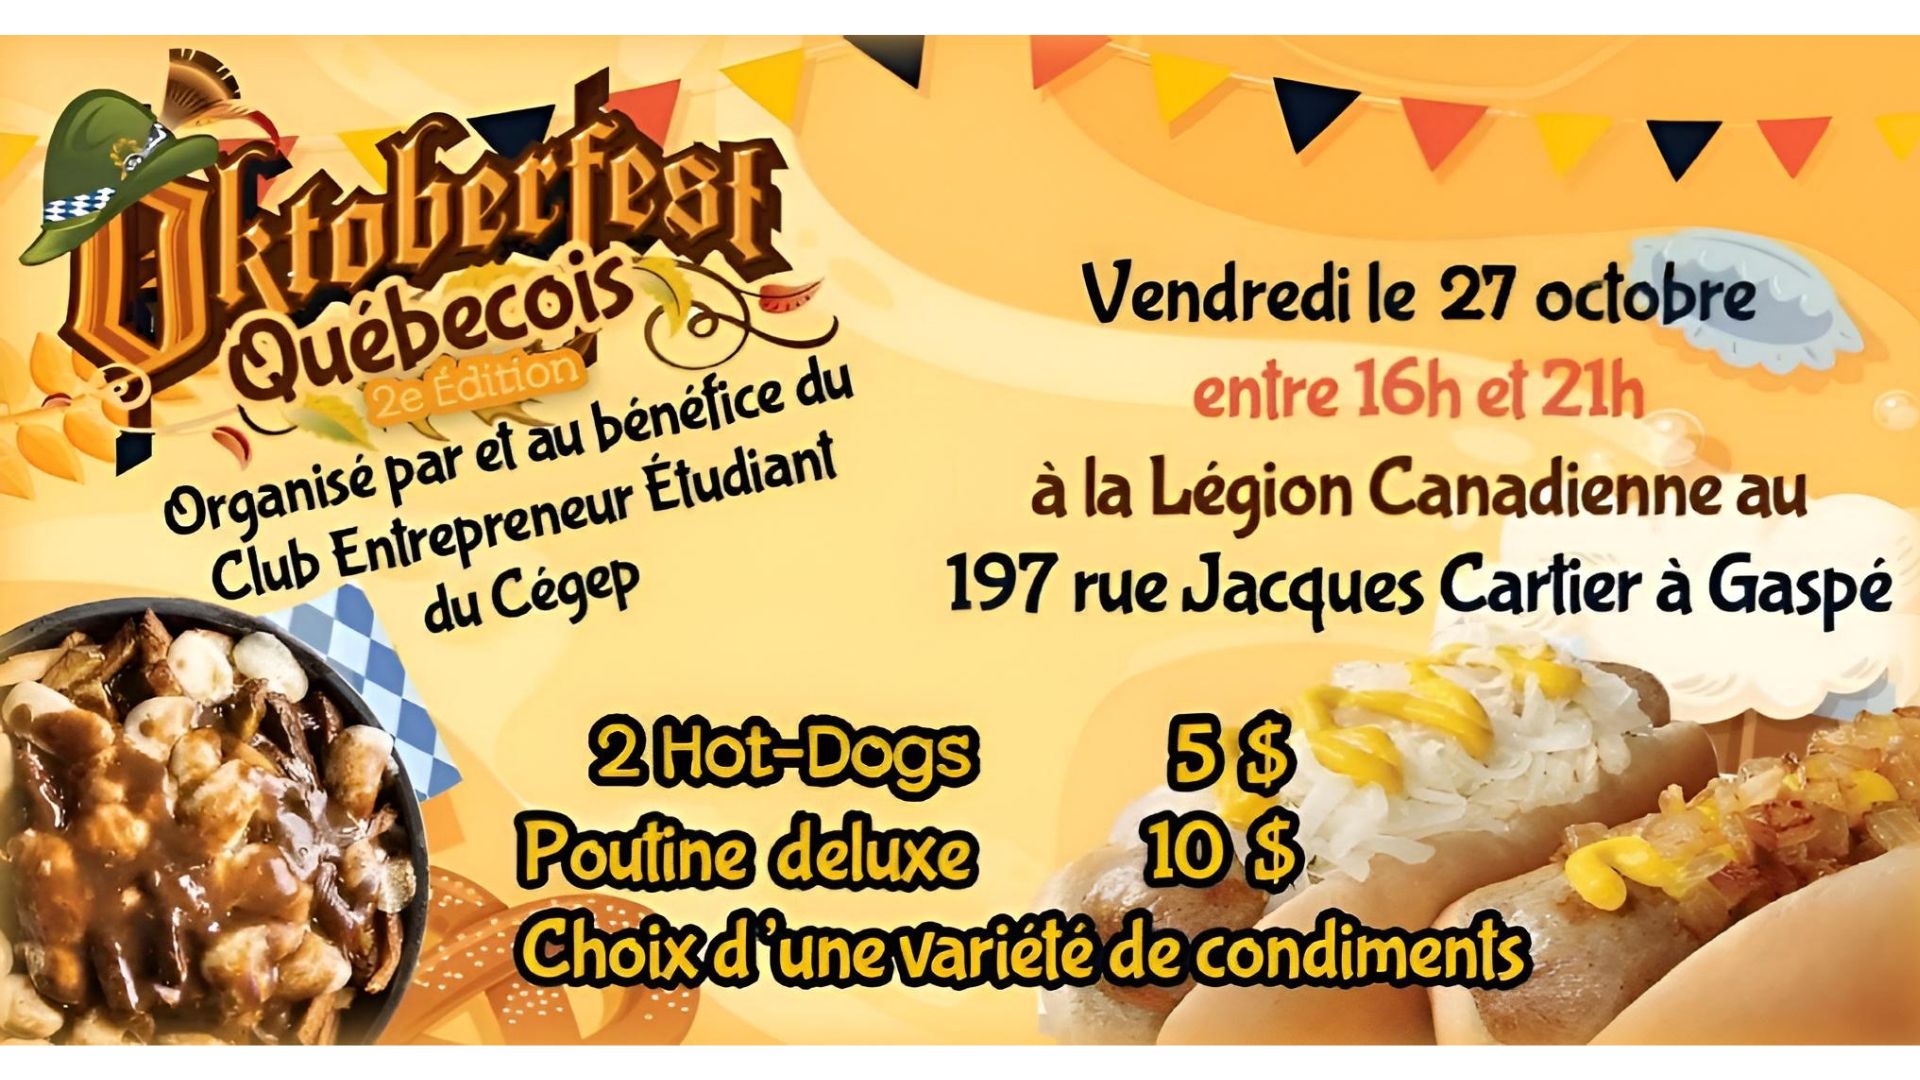 Oktoberfest
Québecois
2e Édition
Organisé par et au bénéfice du
Club Entrepreneur Étudiant
du Cégep
Vendredi le 27 octobre
entre 16h et 21h
à la Légion Canadienne au
197 rue Jacques Cartier à Gaspé
2 Hot-Dogs 5 $
Poutine deluxe 10 $
Choix d'une variété de condiments